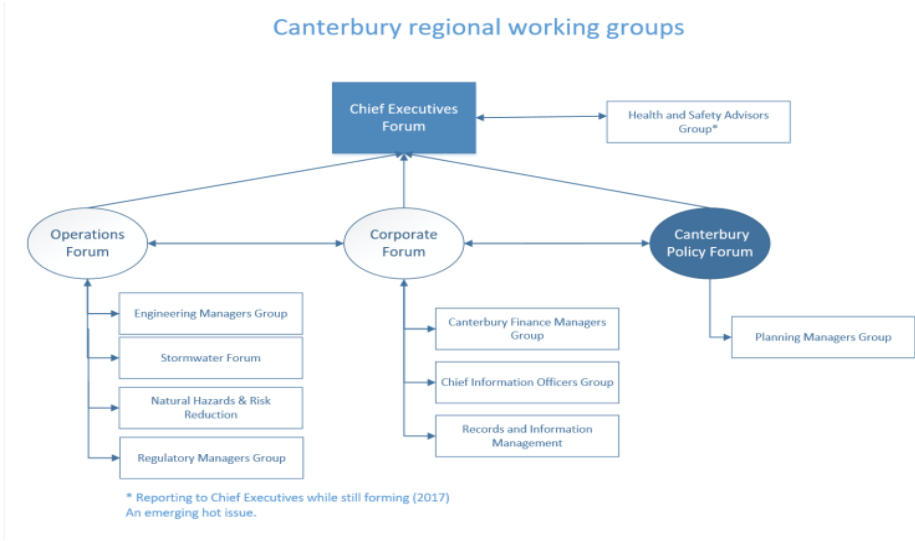 Canterbury regional working groups
Chief Executives
Forum
Health and Safety Advisors
Group*
Operations
Forum
Corporate
Forum
Canterbury
Policy Forum
Engineering Managers Group
Stormwater Forum
Natural Hazards & Risk
Reduction
Regulatory Managers Group
Canterbury Finance Managers
Group
Chief Information Officers Group
Records and Information
Management
Planning Managers Group
* Reporting to Chief Executives while still forming (2017)
An emerging hot issue.